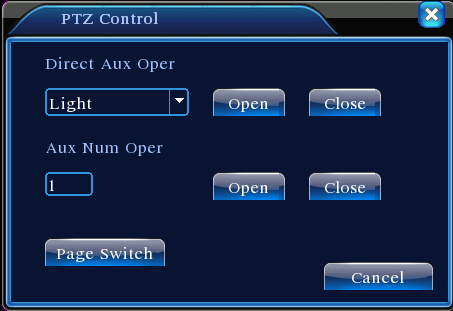 PTZ Control
Direct Aux Oper
Light Open Close
Aux Num Oper
1 Open Close
Page Switch
Cancel